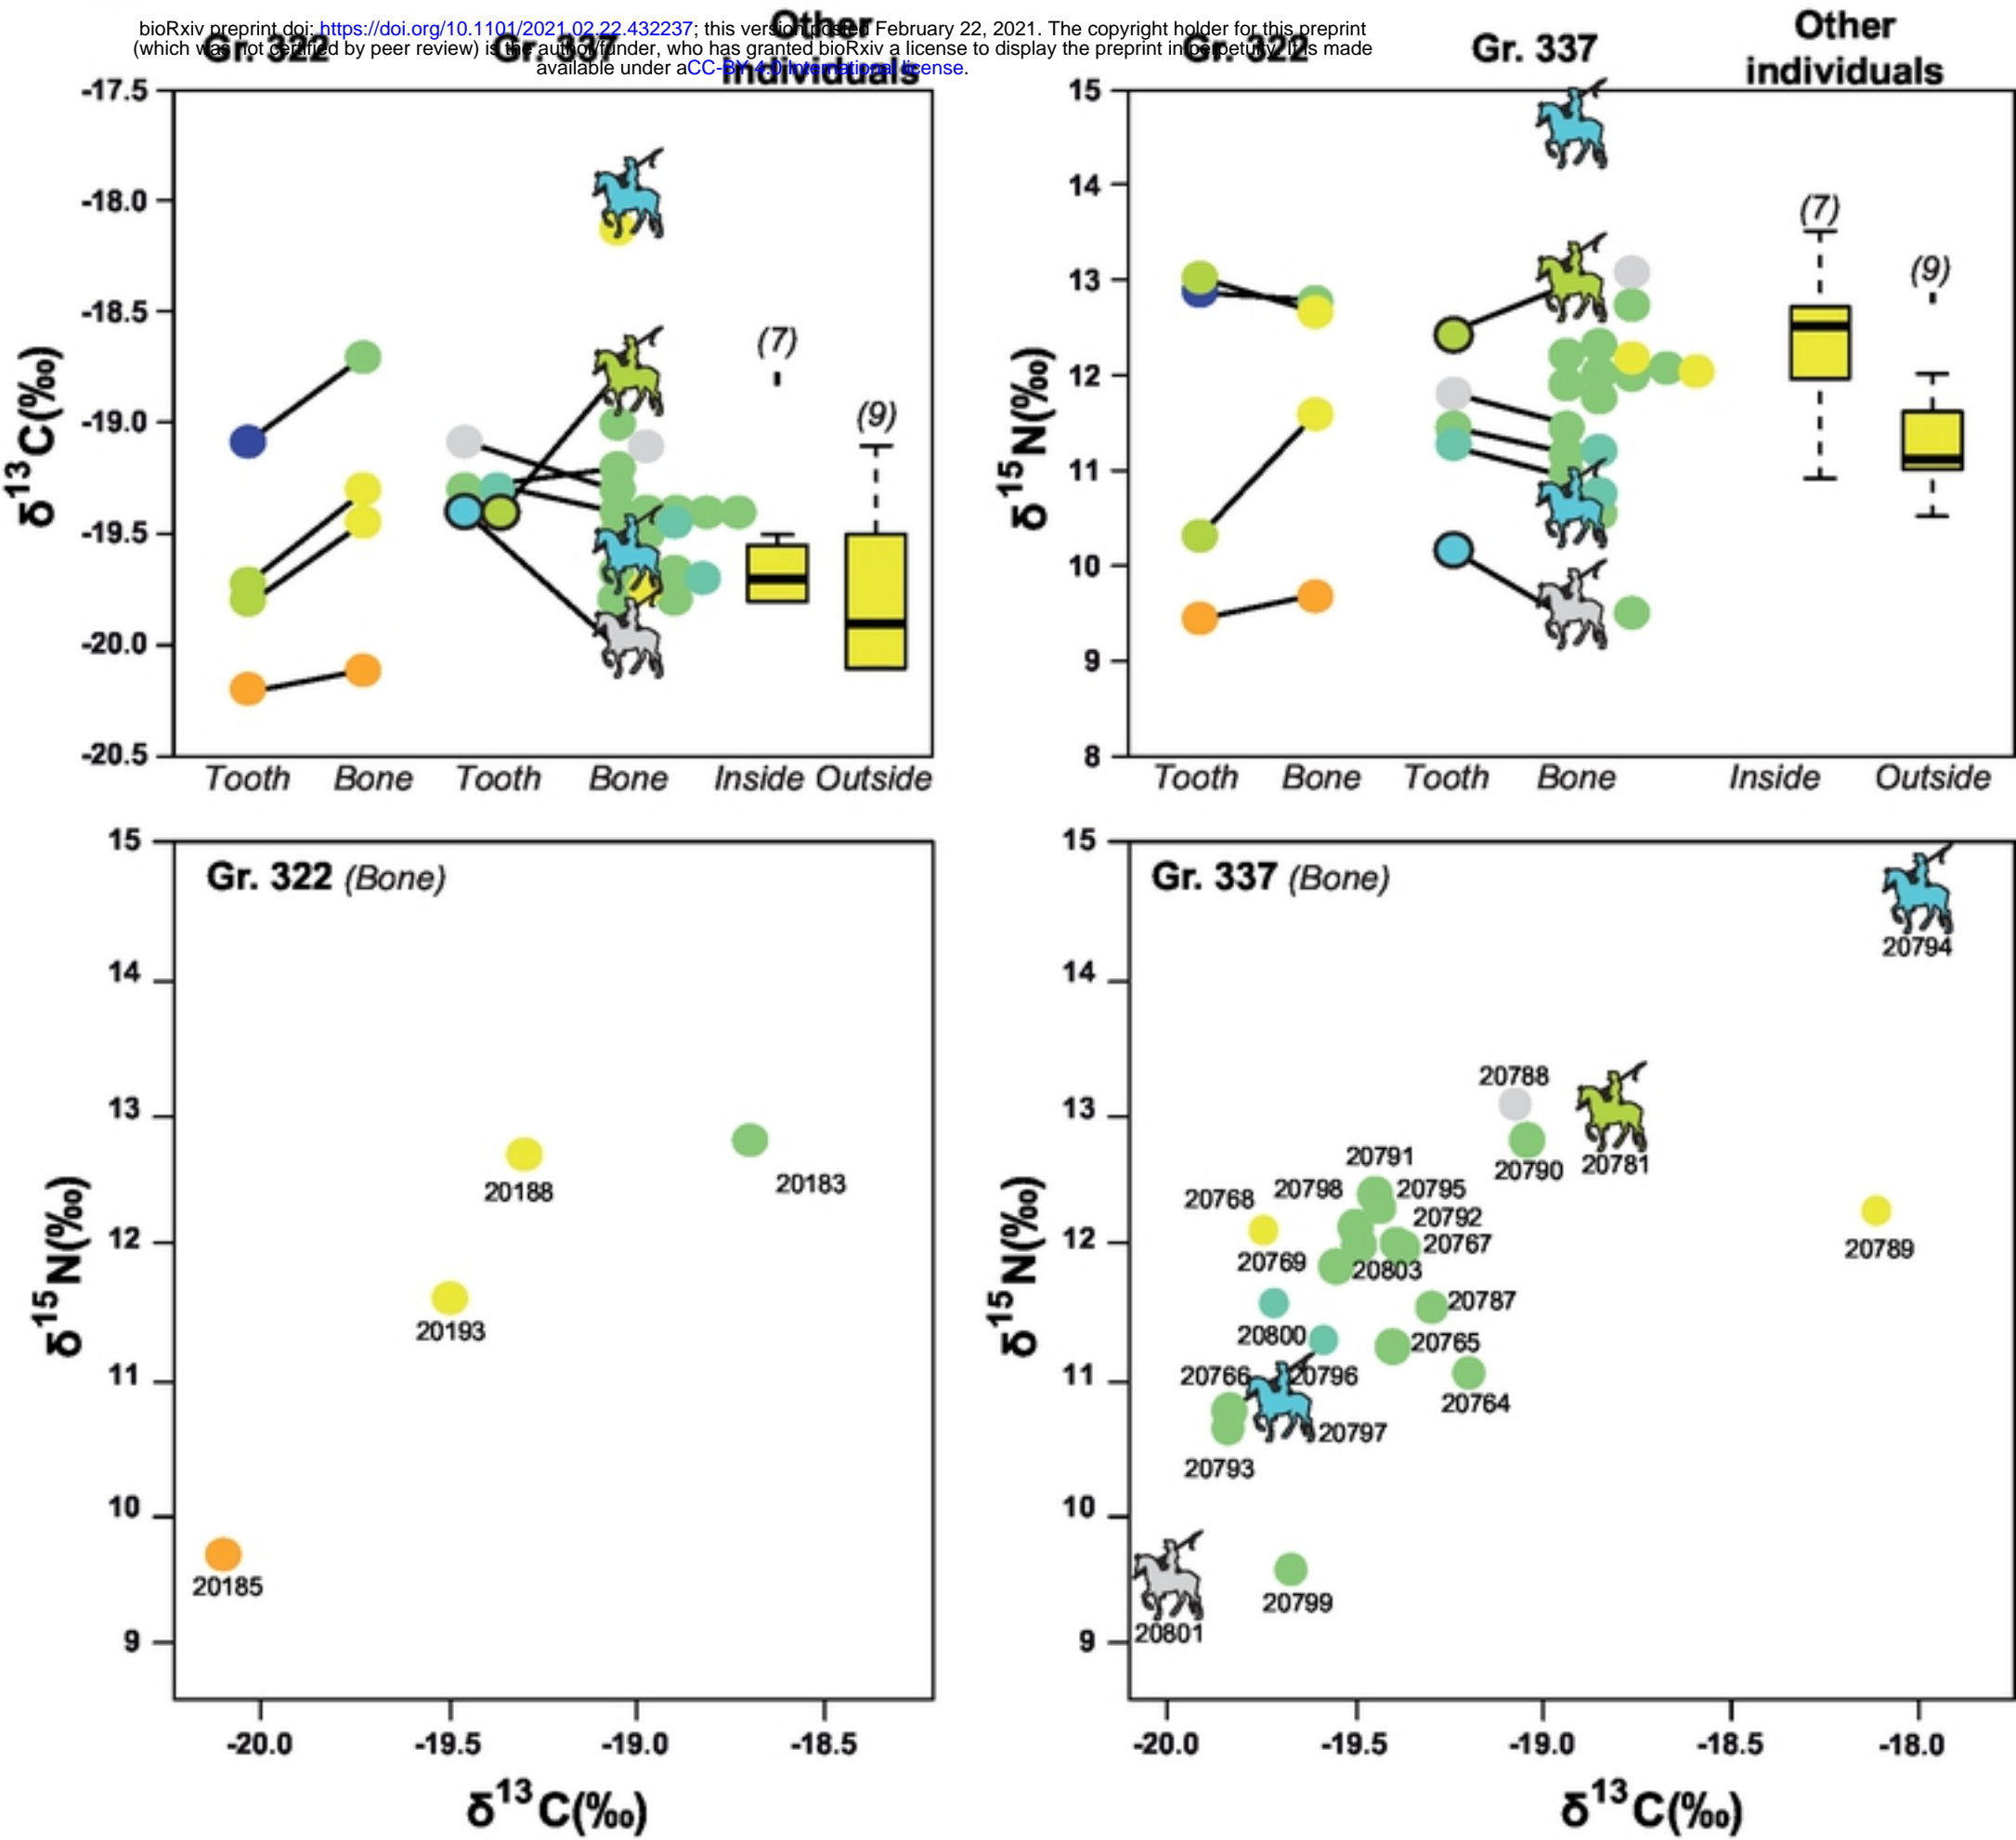 bioRxiv preprint doi: https://doi.org/10.1101/2021.02.22.432237; this version posted February 22, 2021. The copyright holder for this preprint
(which was not certified by peer review) is the author/funder, who has granted bioRxiv a license to display the preprint in perpetuity. It is made
available under aCC-BY 4.0 International license.
Gr. 322 Gr. 337 Other
individuals
Gr. 322 Gr. 337 Other
individuals
δ13C(‰)
-17.5
-18.0
-18.5
-19.0
-19.5
-20.0
-20.5
(7)
(9)
Tooth Bone Tooth Bone Inside Outside
δ15N(‰)
15
14
13
12
11
10
9
8
(7)
(9)
Tooth Bone Tooth Bone Inside Outside
Gr. 322 (Bone)
δ15N(‰)
15
14
13
12
11
10
9
20188
20183
20193
20185
-20.0 -19.5 -19.0 -18.5
δ13C(‰)
Gr. 337 (Bone)
δ15N(‰)
15
14
13
12
11
10
9
20794
20788
20791
20790 20781
20768 20798 20795
20792
20767
20789
20769 20803
20787
20800 20765
20766 20796
20764
20797
20793
20799
20801
-20.0 -19.5 -19.0 -18.5 -18.0
δ13C(‰)